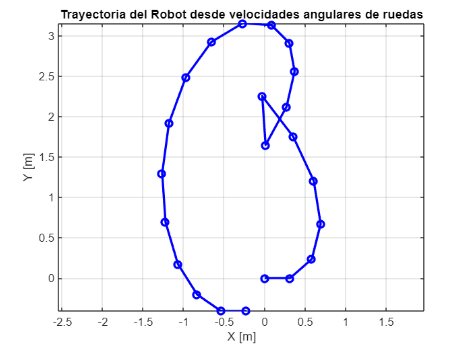 Trayectoria del Robot desde velocidades angulares de ruedas
3
2.5
2
1.5
1
0.5
0
Y [m]
-2.5 -2 -1.5 -1 -0.5 0 0.5 1 1.5
X [m]